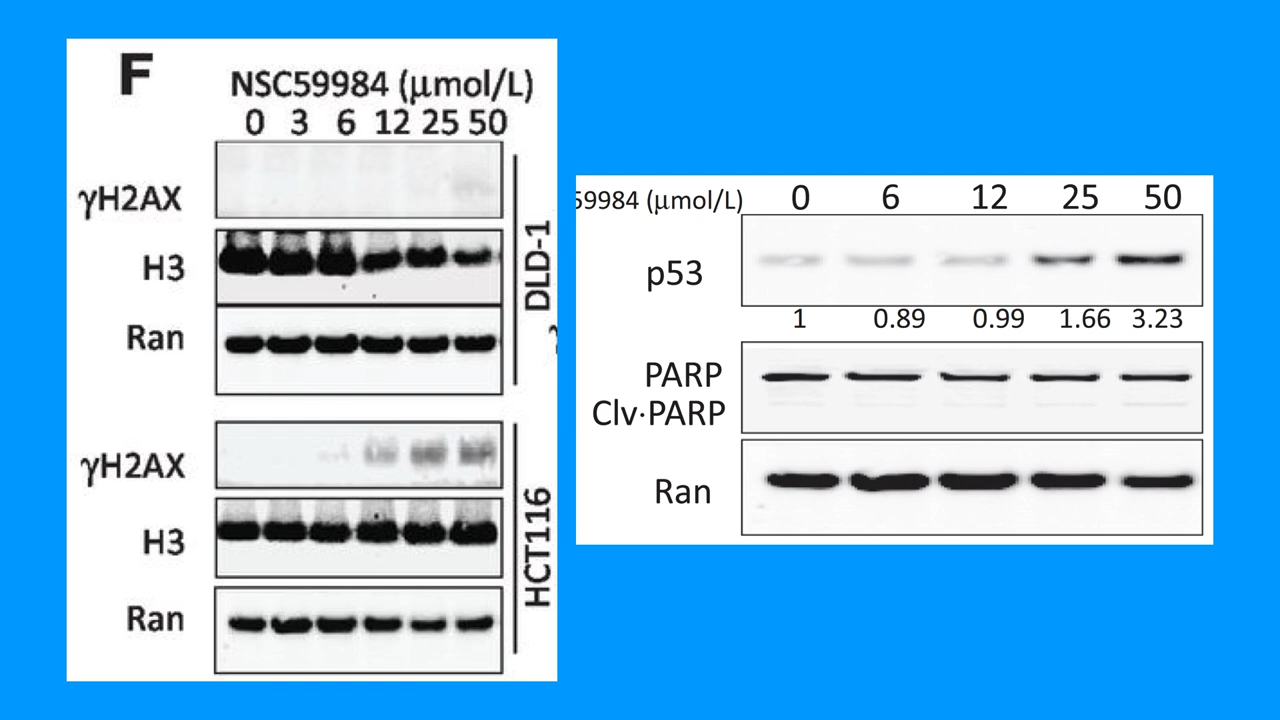 F
NSC59984 (μmol/L)
0 3 6 12 25 50
γH2AX
H3
Ran
DLD-1
γH2AX
H3
Ran
HCT116
59984 (μmol/L) 0 6 12 25 50
p53
1 0.89 0.99 1.66 3.23
PARP
Clv·PARP
Ran